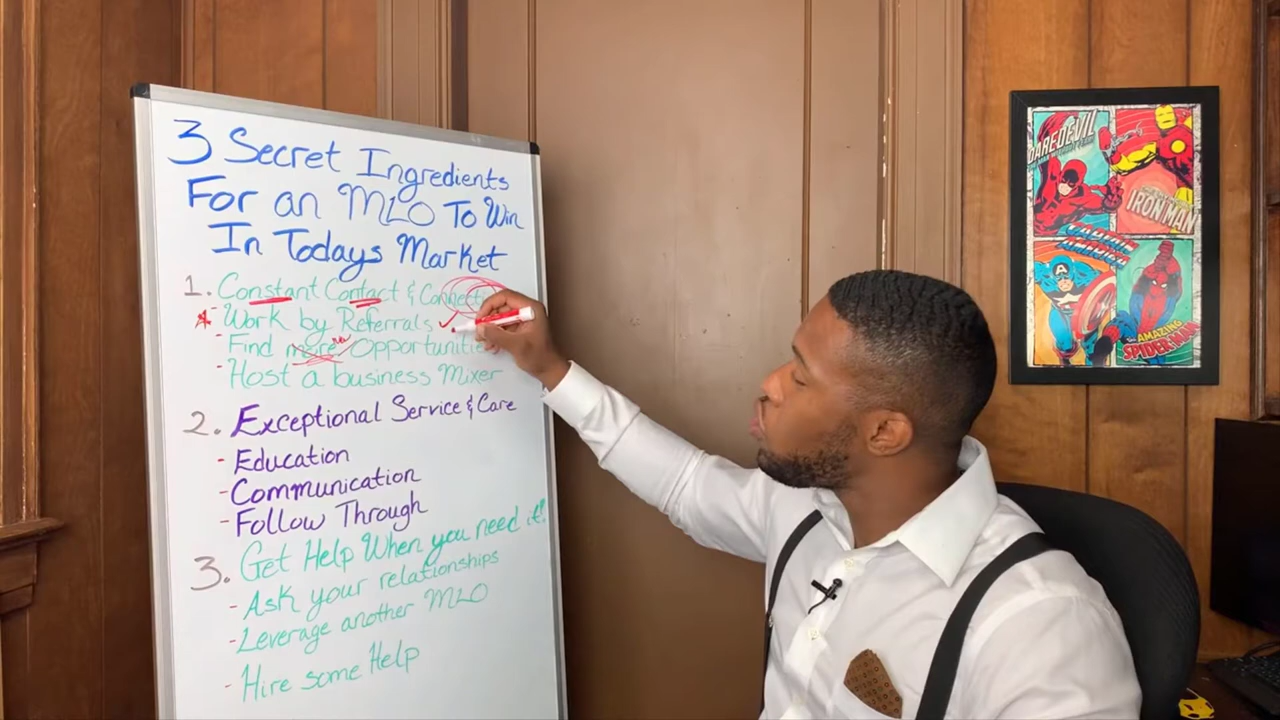 3 Secret Ingredients
For an MLO To Win
In Todays Market
1. Constant Contact &
- Work by Referrals
- Find more Opportunities
- Host a business Mixer
2. Exceptional Service & Care
- Education
- Communication
- Follow Through
3. Get Help When you need it!
- Ask your relationships
- Leverage another MLO
- Hire some Help
DAREDEVIL
IRON MAN
CAPTAIN
AMERICA
THE AMAZING
SPIDER-MAN